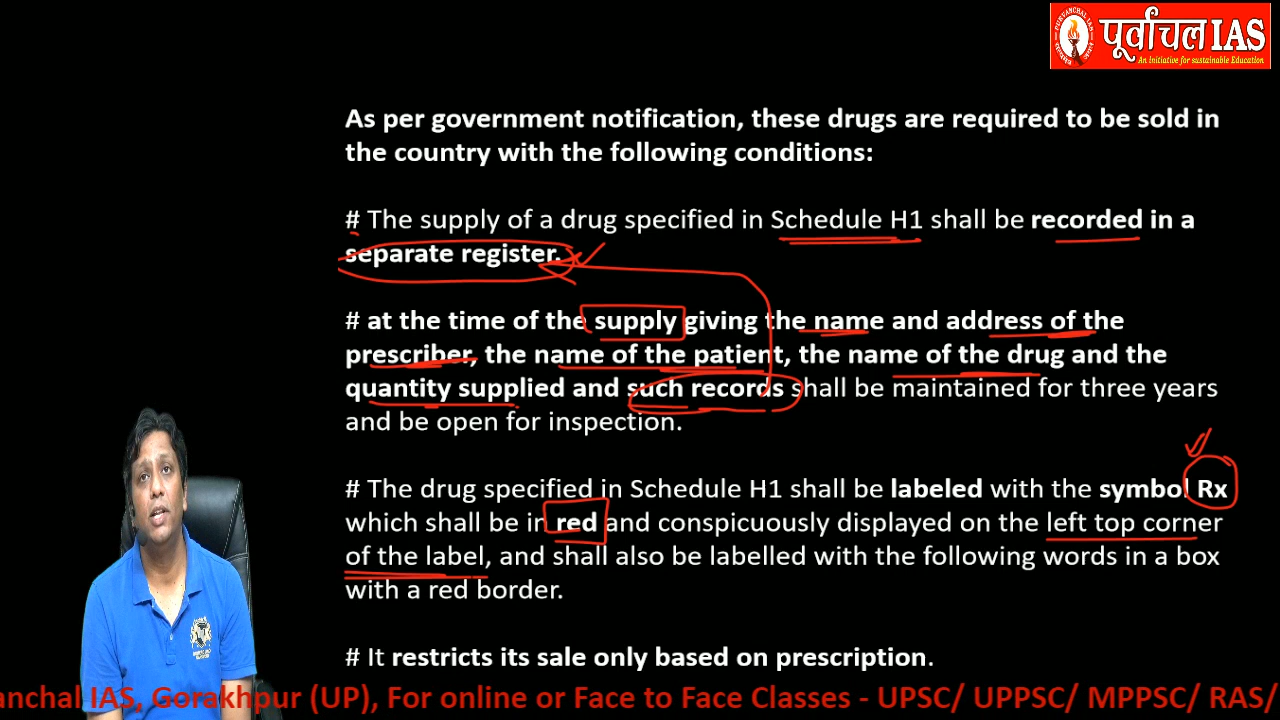 पूर्वांचल IAS
An initiative for sustainable Education
As per government notification, these drugs are required to be sold in
the country with the following conditions:
# The supply of a drug specified in Schedule H1 shall be recorded in a
separate register.
# at the time of the supply giving the name and address of the
prescriber, the name of the patient, the name of the drug and the
quantity supplied and such records shall be maintained for three years
and be open for inspection.
# The drug specified in Schedule H1 shall be labeled with the symbol Rx
which shall be in red and conspicuously displayed on the left top corner
of the label, and shall also be labelled with the following words in a box
with a red border.
# It restricts its sale only based on prescription.
anchal IAS, Gorakhpur (UP), For online or Face to Face Classes - UPSC/ UPPSC/ MPPSC/ RAS/